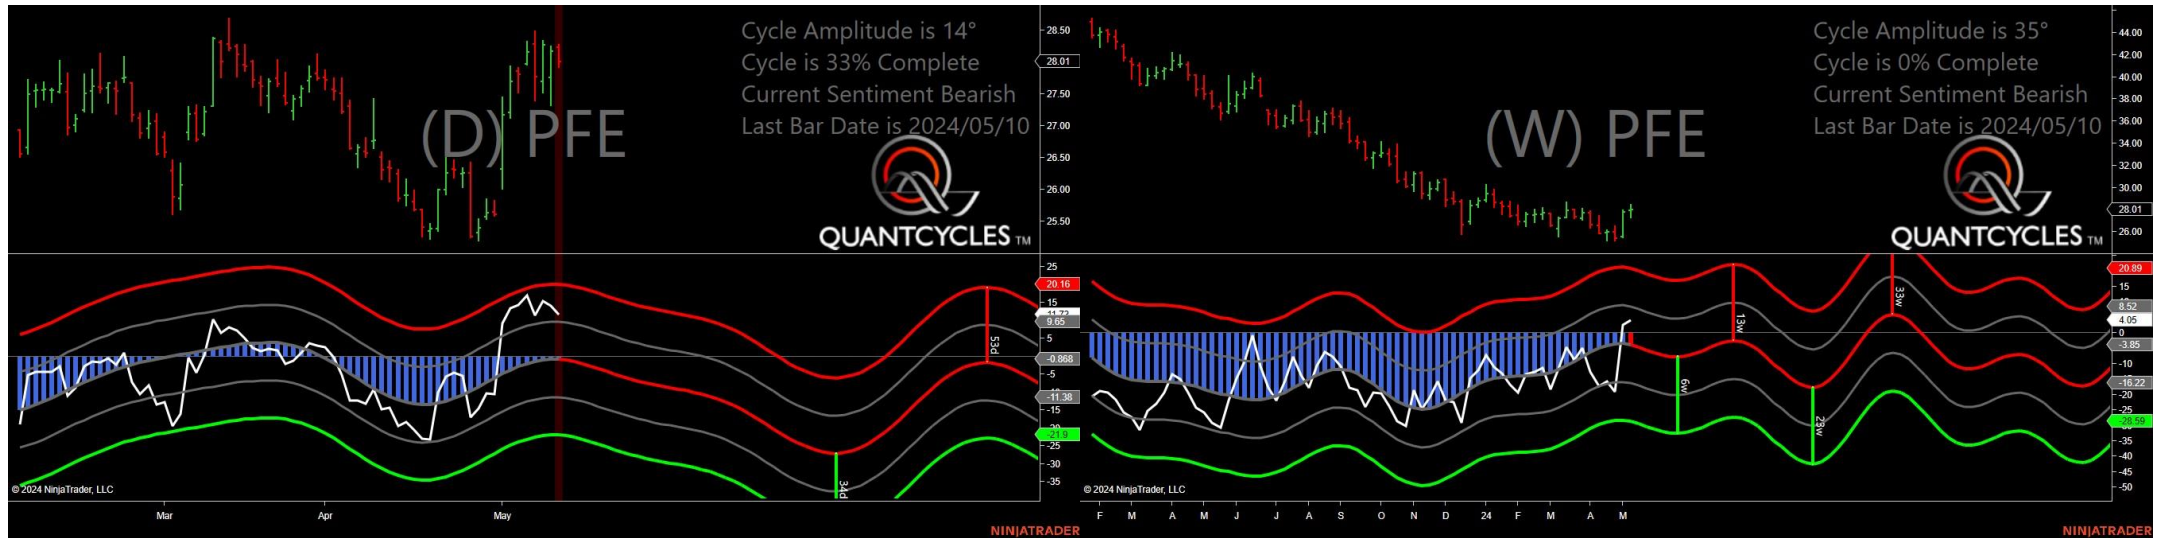 Cycle Amplitude is 14°
Cycle is 33% Complete
Current Sentiment Bearish
Last Bar Date is 2024/05/10
(D) PFE
QUANTCYCLES TM
28.50
28.01
27.50
27.00
26.50
26.00
25.50
25
20.16
15
9.65
5
-0.868
-5
-11.38
-15
-21.9
-25
-30
-35
53d
34d
© 2024 NinjaTrader, LLC
Mar
Apr
May
NINJATRADER
Cycle Amplitude is 35°
Cycle is 0% Complete
Current Sentiment Bearish
Last Bar Date is 2024/05/10
(W) PFE
QUANTCYCLES TM
44.00
42.00
40.00
38.00
36.00
34.00
32.00
30.00
28.01
26.00
20.89
15
8.52
4.05
0
-3.85
-10
-16.22
-20
-25
-28.59
-35
-40
-45
-50
13w
6w
23w
33w
© 2024 NinjaTrader, LLC
F
M
A
M
J
J
A
S
O
N
D
24
F
M
A
M
NINJATRADER